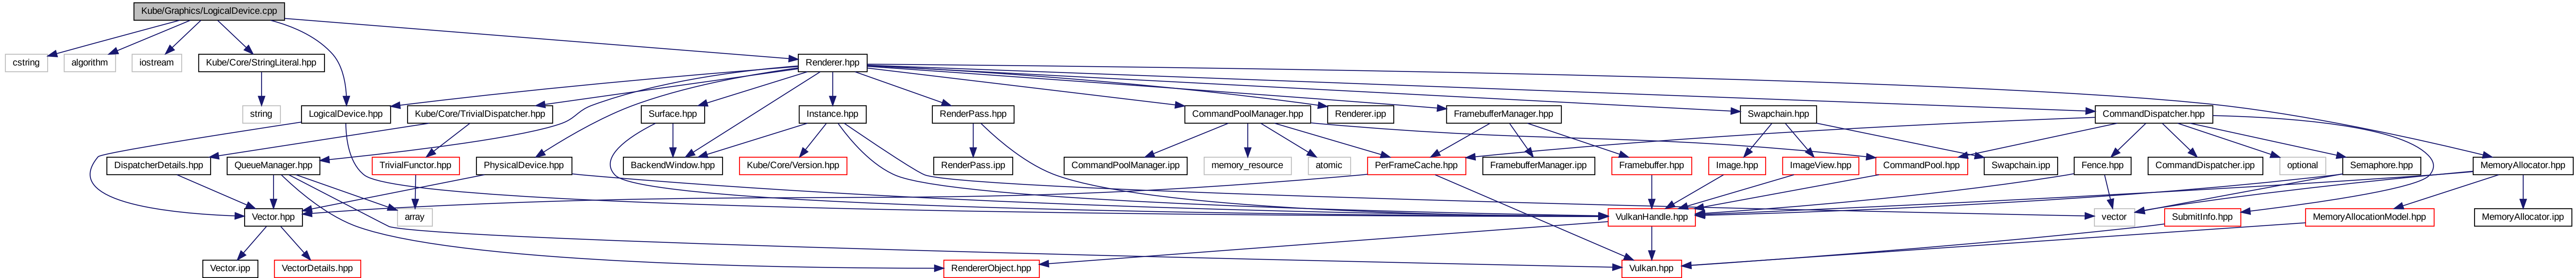 Kube/Graphics/LogicalDevice.cpp
cstring
algorithm
iostream
Kube/Core/StringLiteral.hpp
Renderer.hpp
string
LogicalDevice.hpp
Kube/Core/TrivialDispatcher.hpp
Surface.hpp
Instance.hpp
RenderPass.hpp
CommandPoolManager.hpp
Renderer.ipp
FramebufferManager.hpp
Swapchain.hpp
CommandDispatcher.hpp
DispatcherDetails.hpp
QueueManager.hpp
TrivialFunctor.hpp
PhysicalDevice.hpp
BackendWindow.hpp
Kube/Core/Version.hpp
RenderPass.ipp
CommandPoolManager.ipp
memory_resource
atomic
PerFrameCache.hpp
FramebufferManager.ipp
Framebuffer.hpp
Image.hpp
ImageView.hpp
CommandPool.hpp
Swapchain.ipp
Fence.hpp
CommandDispatcher.ipp
optional
Semaphore.hpp
MemoryAllocator.hpp
Vector.hpp
array
VulkanHandle.hpp
vector
SubmitInfo.hpp
MemoryAllocationModel.hpp
MemoryAllocator.ipp
Vector.ipp
VectorDetails.hpp
RendererObject.hpp
Vulkan.hpp